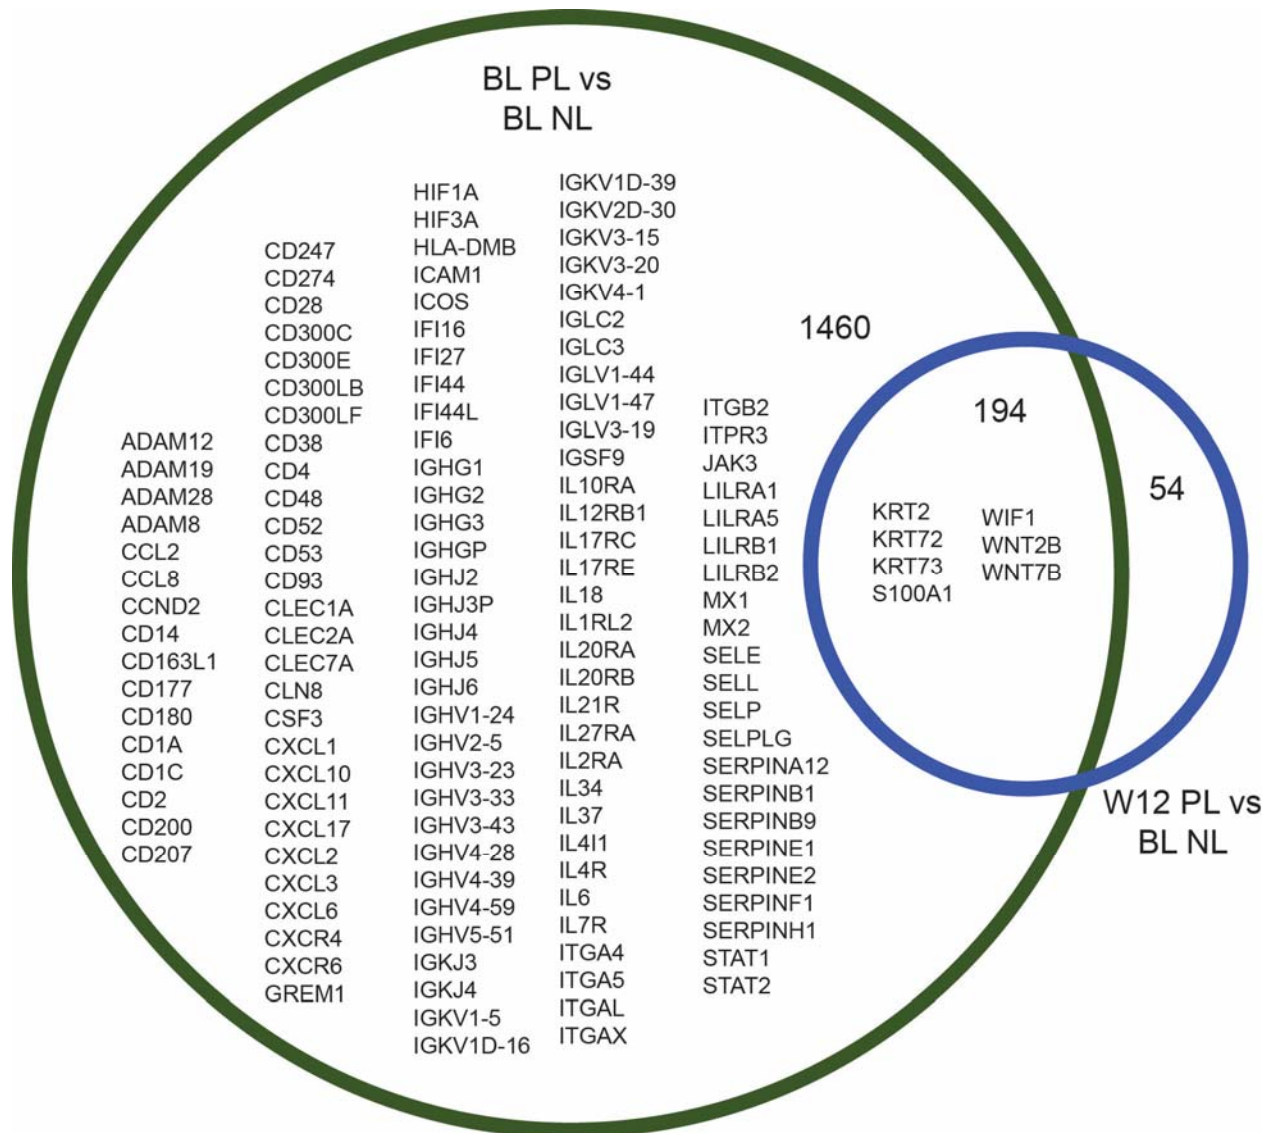 BL PL vs
BL NL
ADAM12
ADAM19
ADAM28
ADAM8
CCL2
CCL8
CCND2
CD14
CD163L1
CD177
CD180
CD1A
CD1C
CD2
CD200
CD207
CD247
CD274
CD28
CD300C
CD300E
CD300LB
CD300LF
CD38
CD4
CD48
CD52
CD53
CD93
CLEC1A
CLEC2A
CLEC7A
CLN8
CSF3
CXCL1
CXCL10
CXCL11
CXCL17
CXCL2
CXCL3
CXCL6
CXCR4
CXCR6
GREM1
HIF1A
HIF3A
HLA-DMB
ICAM1
ICOS
IFI16
IFI27
IFI44
IFI44L
IFI6
IGHG1
IGHG2
IGHG3
IGHGP
IGHJ2
IGHJ3P
IGHJ4
IGHJ5
IGHJ6
IGHV1-24
IGHV2-5
IGHV3-23
IGHV3-33
IGHV3-43
IGHV4-28
IGHV4-39
IGHV4-59
IGHV5-51
IGKJ3
IGKJ4
IGKV1-5
IGKV1D-16
IGKV1D-39
IGKV2D-30
IGKV3-15
IGKV3-20
IGKV4-1
IGLC2
IGLC3
IGLV1-44
IGLV1-47
IGLV3-19
IGSF9
IL10RA
IL12RB1
IL17RC
IL17RE
IL18
IL1RL2
IL20RA
IL20RB
IL21R
IL27RA
IL2RA
IL34
IL37
IL4I1
IL4R
IL6
IL7R
ITGA4
ITGA5
ITGAL
ITGAX
ITGB2
ITPR3
JAK3
LILRA1
LILRA5
LILRB1
LILRB2
MX1
MX2
SELE
SELL
SELP
SELPLG
SERPINA12
SERPINB1
SERPINB9
SERPINE1
SERPINE2
SERPINF1
SERPINH1
STAT1
STAT2
1460
194
KRT2
KRT72
KRT73
S100A1
WIF1
WNT2B
WNT7B
54
W12 PL vs
BL NL